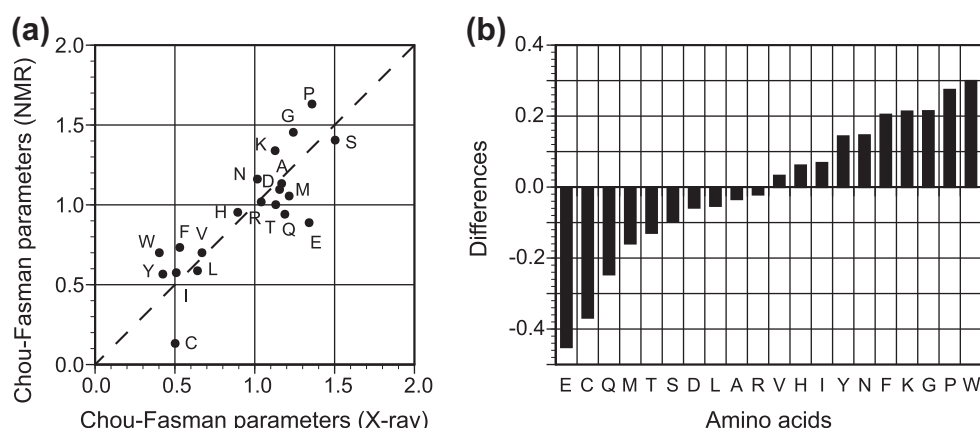 (a)
Chou-Fasman parameters (NMR)
2.0
1.5
1.0
0.5
0.0
P
G
S
K
A
N
D
M
H
R
T
Q
E
W
F
V
Y
L
I
C
0.0 0.5 1.0 1.5 2.0
Chou-Fasman parameters (X-ray)
(b)
Differences
0.4
0.2
0.0
-0.2
-0.4
E C Q M T S D L A R V H I Y N F K G P W
Amino acids